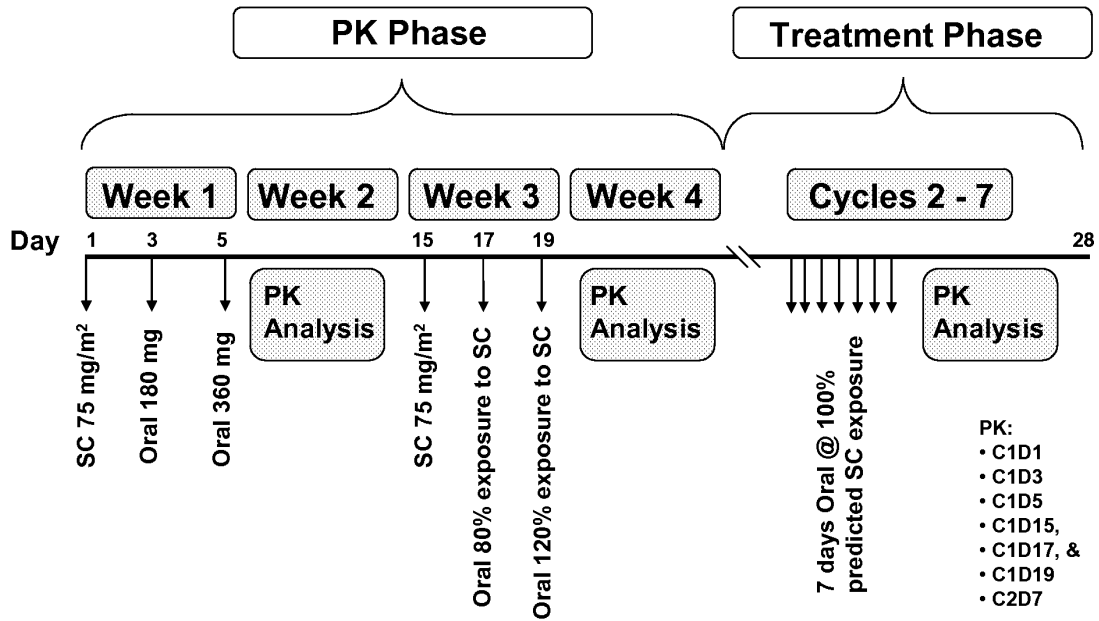 PK Phase
Treatment Phase
Week 1
Week 2
Week 3
Week 4
Cycles 2 - 7
Day
1
3
5
15
17
19
28
SC 75 mg/m²
Oral 180 mg
Oral 360 mg
PK
Analysis
SC 75 mg/m²
Oral 80% exposure to SC
Oral 120% exposure to SC
PK
Analysis
7 days Oral @ 100%
predicted SC exposure
PK
Analysis
PK:
• C1D1
• C1D3
• C1D5
• C1D15,
• C1D17, &
• C1D19
• C2D7